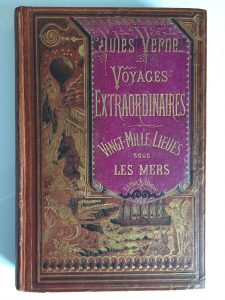 Jules Verne
Voyages
Extraordinaires
Vingt-Mille Lieues
sous
les Mers